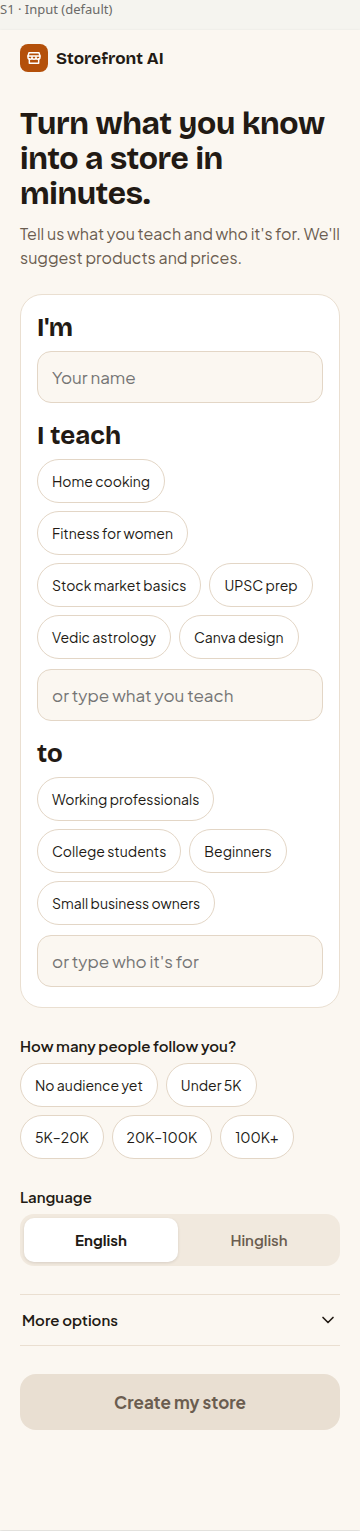 S1 · Input (default)
Storefront AI
Turn what you know
into a store in
minutes.
Tell us what you teach and who it's for. We'll
suggest products and prices.
I'm
Your name
I teach
Home cooking
Fitness for women
Stock market basics
UPSC prep
Vedic astrology
Canva design
or type what you teach
to
Working professionals
College students
Beginners
Small business owners
or type who it's for
How many people follow you?
No audience yet
Under 5K
5K–20K
20K–100K
100K+
Language
English
Hinglish
More options
Create my store